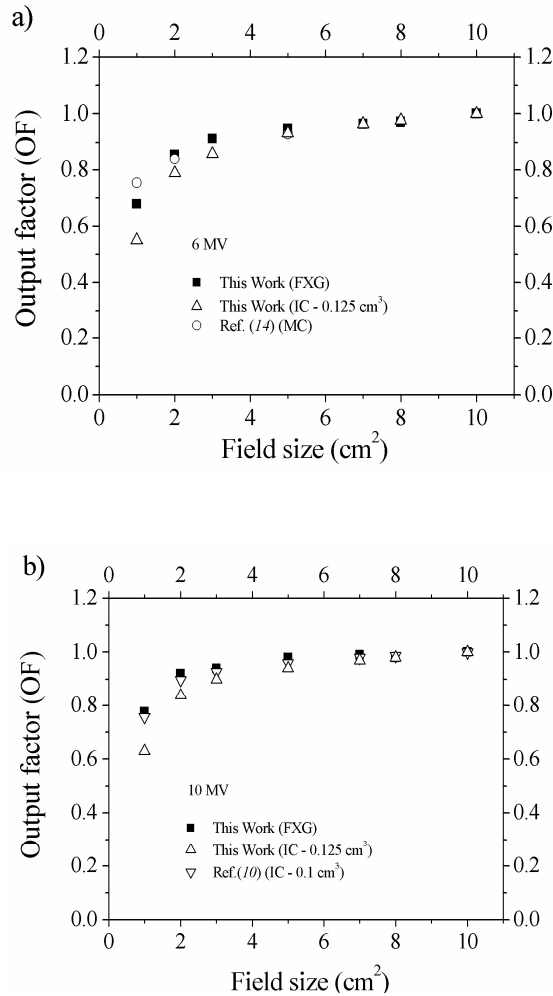 a)
0 2 4 6 8 10
1.2 1.2
1.0 1.0
0.8 0.8
0.6 0.6
0.4 0.4
0.2 0.2
0.0 0.0
Output factor (OF)
6 MV
This Work (FXG)
This Work (IC - 0.125 cm³)
Ref. (14) (MC)
0 2 4 6 8 10
Field size (cm²)
b)
0 2 4 6 8 10
1.2 1.2
1.0 1.0
0.8 0.8
0.6 0.6
0.4 0.4
0.2 0.2
0.0 0.0
Output factor (OF)
10 MV
This Work (FXG)
This Work (IC - 0.125 cm³)
Ref.(10) (IC - 0.1 cm³)
0 2 4 6 8 10
Field size (cm²)